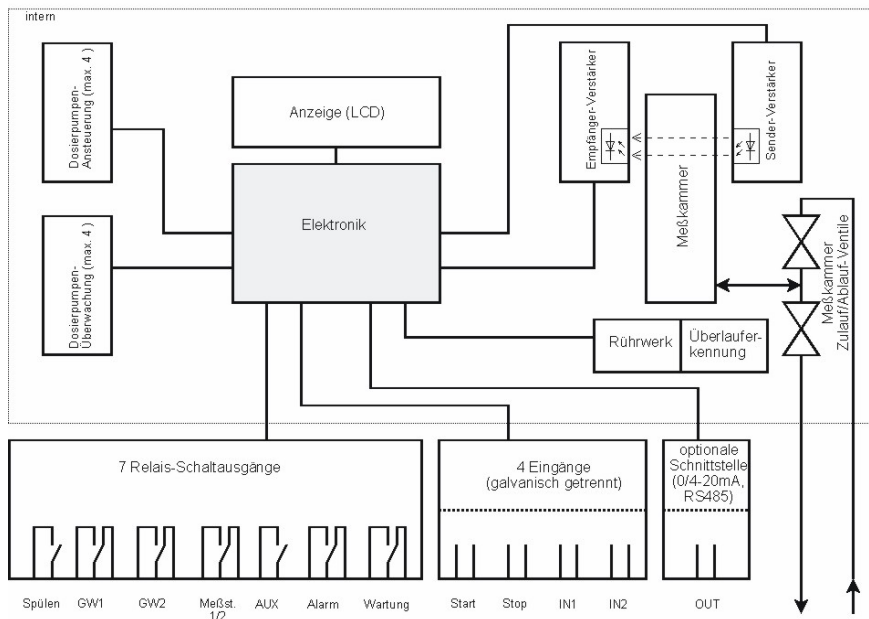 intern
Dosierpumpen-
Ansteuerung (max. 4 )
Anzeige (LCD)
Empfänger-Verstärker
Sender-Verstärker
Meßkammer
Elektronik
Dosierpumpen-
Überwachung (max. 4 )
Meßkammer
Zulauf/Ablauf-Ventile
Rührwerk
Überlaufer-
kennung
7 Relais-Schaltausgänge
4 Eingänge
(galvanisch getrennt)
optionale
Schnittstelle
(0/4-20mA,
RS485)
Spülen
GW1
GW2
Meßst.
1/2
AUX
Alarm
Wartung
Start
Stop
IN1
IN2
OUT